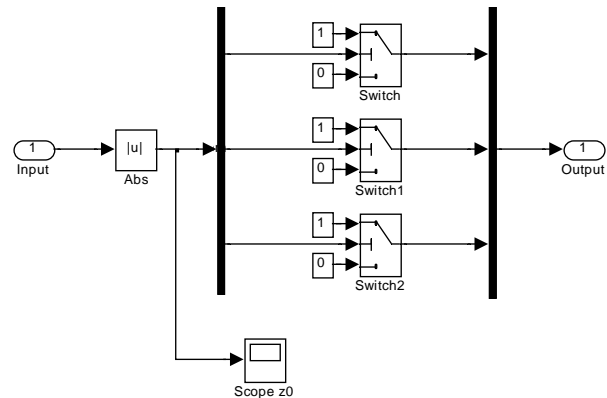 1
0
Switch
1
Input
|u|
Abs
1
0
Switch1
1
Output
1
0
Switch2
Scope z0